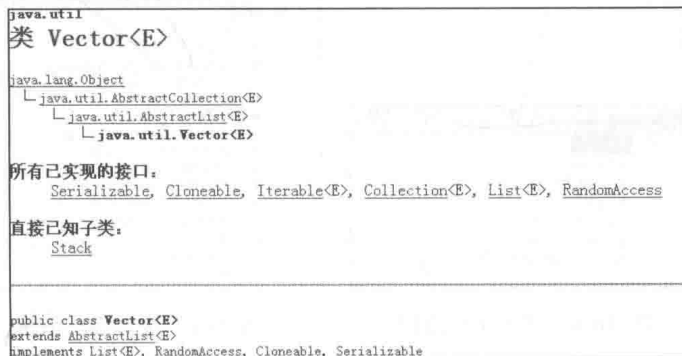 java.util
类 Vector<E>
java.lang.Object
java.util.AbstractCollection<E>
java.util.AbstractList<E>
java.util.Vector<E>
所有已实现的接口：
Serializable, Cloneable, Iterable<E>, Collection<E>, List<E>, RandomAccess
直接已知子类：
Stack
public class Vector<E>
extends AbstractList<E>
implements List<E>, RandomAccess, Cloneable, Serializable